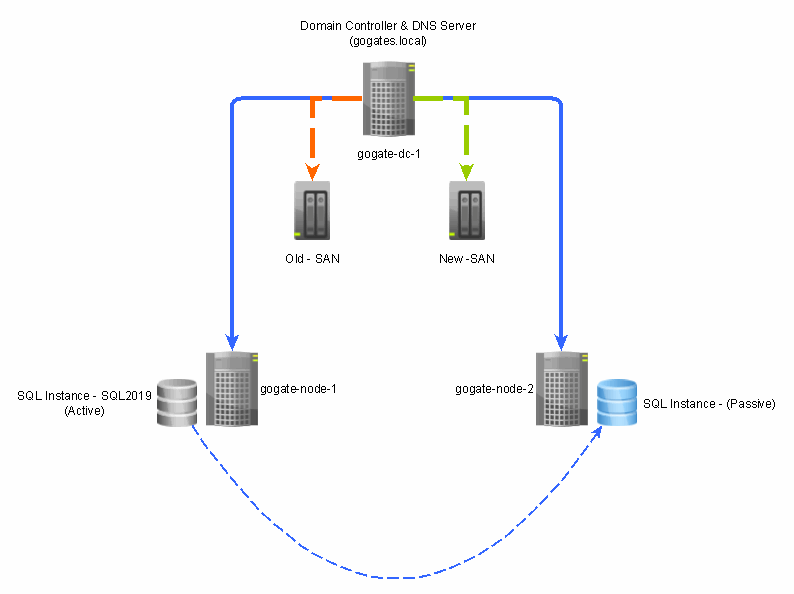 Domain Controller & DNS Server
(gogates.local)
gogate-dc-1
Old - SAN
New -SAN
SQL Instance - SQL2019
(Active)
gogate-node-1
gogate-node-2
SQL Instance - (Passive)